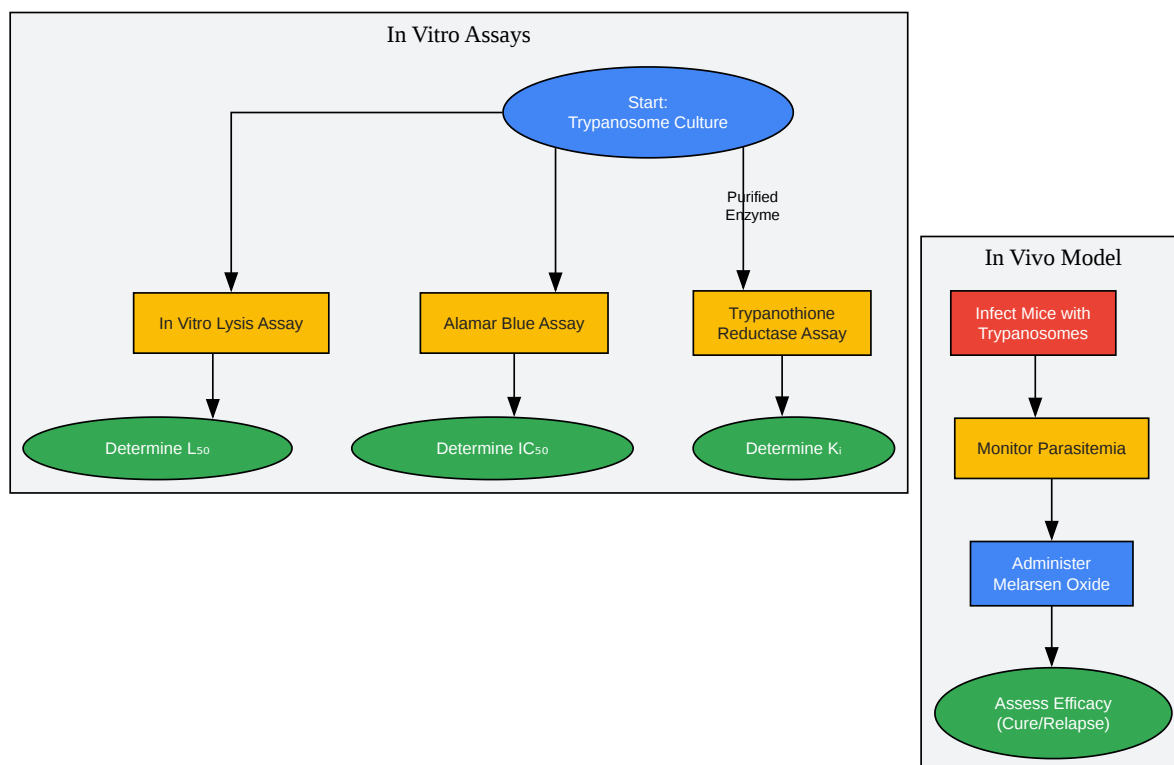 In Vitro Assays
Start:
Trypanosome Culture
Purified
Enzyme
In Vitro Lysis Assay
Alamar Blue Assay
Trypanothione
Reductase Assay
Determine L₅₀
Determine IC₅₀
Determine Kᵢ
In Vivo Model
Infect Mice with
Trypanosomes
Monitor Parasitemia
Administer
Melarsen Oxide
Assess Efficacy
(Cure/Relapse)